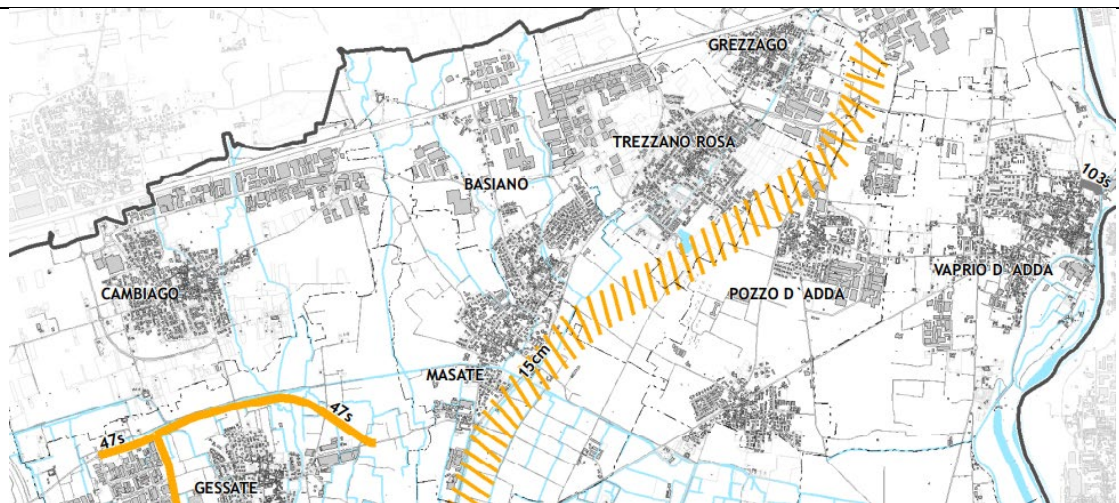 GREZZAGO
TREZZANO ROSA
BASIANO
103s
CAMBIAGO
VAPRIO D`ADDA
POZZO D`ADDA
15cm
MASATE
47s
47s
GESSATE